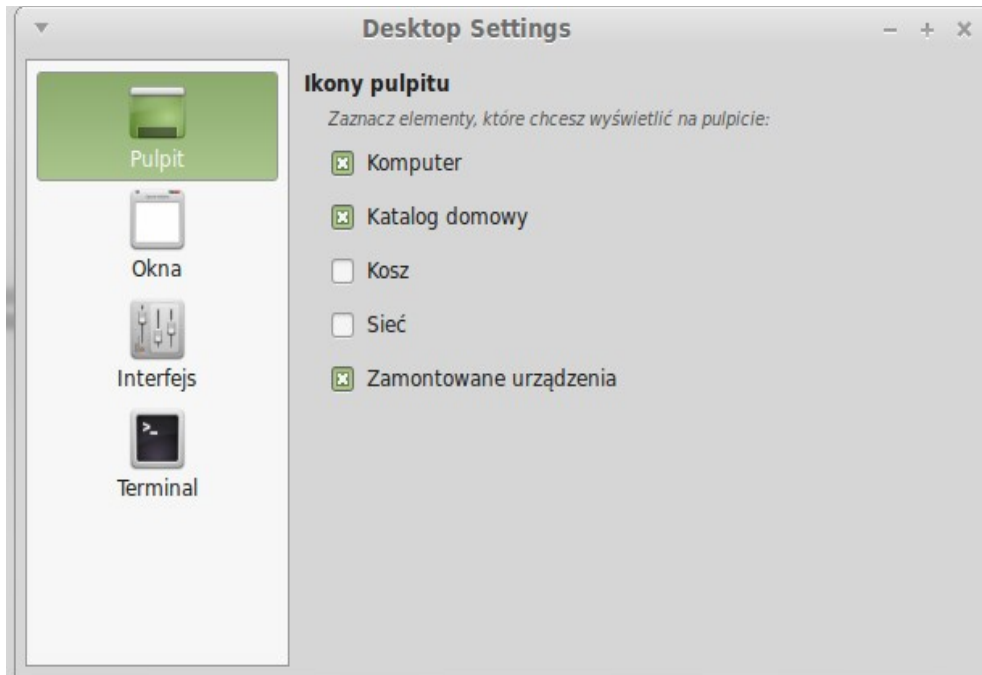 Desktop Settings
Pulpit
Okna
Interfejs
Terminal
Ikony pulpitu
Zaznacz elementy, które chcesz wyświetlić na pulpicie:
Komputer
Katalog domowy
Kosz
Sieć
Zamontowane urządzenia